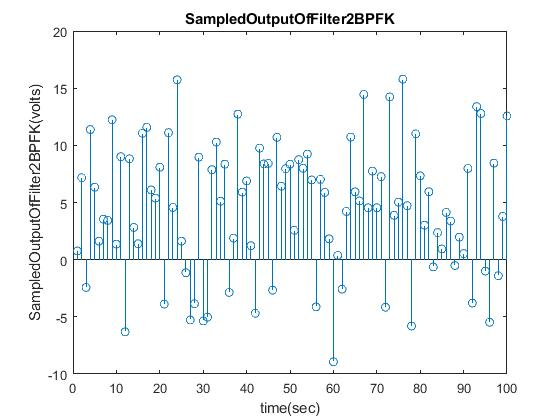 SampledOutputOfFilter2BPFK
SampledOutputOfFilter2BPFK(volts)
20
15
10
5
0
-5
-10
0 10 20 30 40 50 60 70 80 90 100
time(sec)